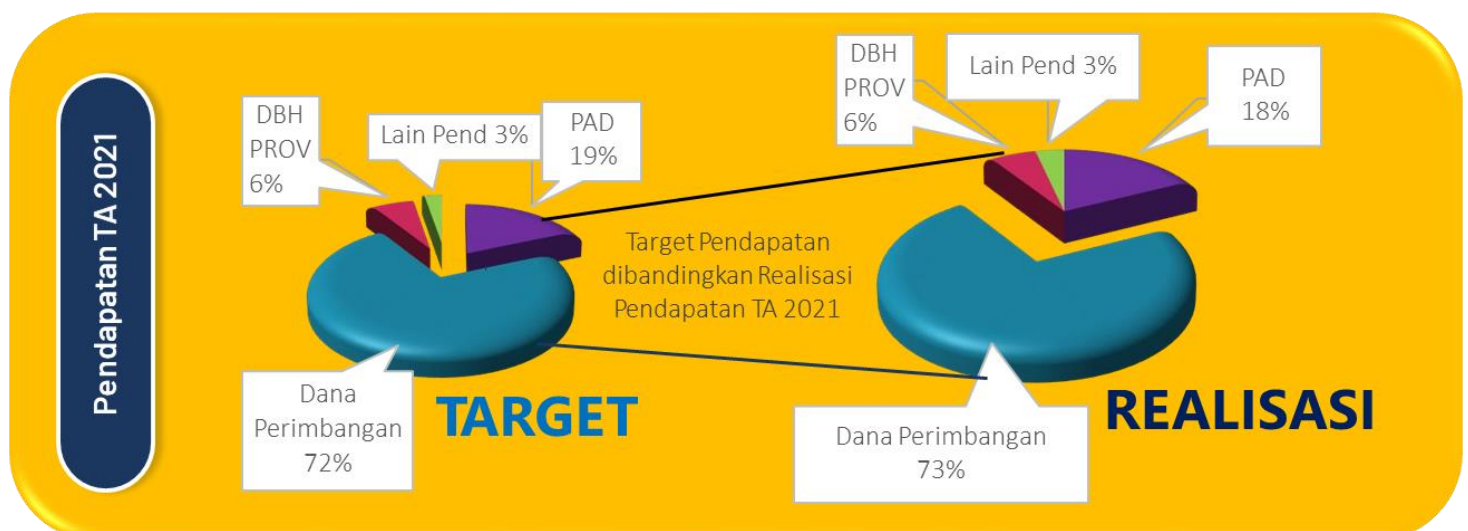 Pendapatan TA 2021
DBH
PROV
6%
Lain Pend 3%
PAD
19%
Dana
Perimbangan
72%
TARGET
Target Pendapatan
dibandingkan Realisasi
Pendapatan TA 2021
DBH
PROV
6%
Lain Pend 3%
PAD
18%
Dana Perimbangan
73%
REALISASI